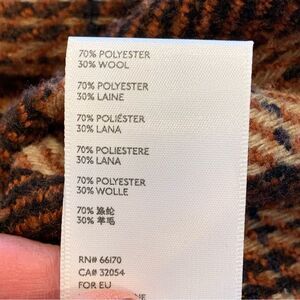 70% POLYESTER
30% WOOL
70% POLYESTER
30% LAINE
70% POLIÉSTER
30% LANA
70% POLIESTERE
30% LANA
70% POLYESTER
30% WOLLE
70% 涤纶
30% 羊毛
RN# 66170
CA# 32054
FOR EU